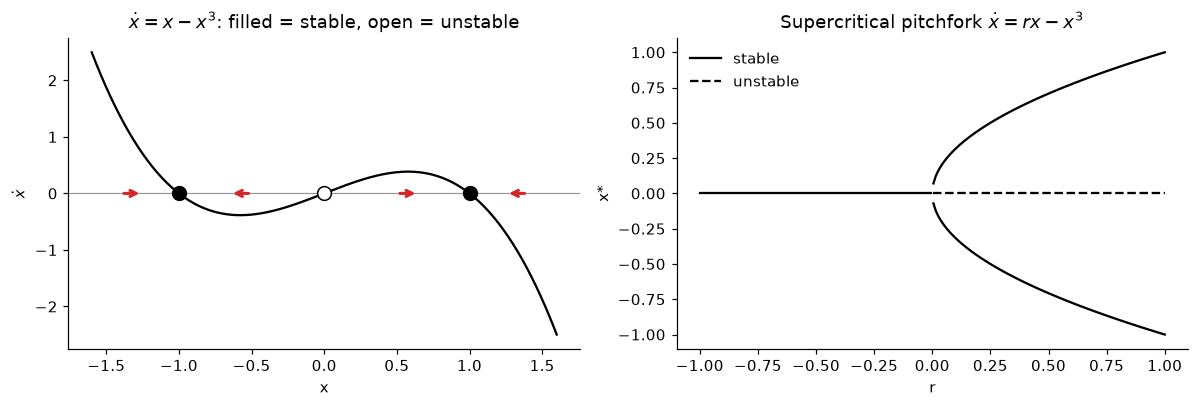 ẋ = x − x³: filled = stable, open = unstable
ẋ
2
1
0
−1
−2
−1.5 −1.0 −0.5 0.0 0.5 1.0 1.5
x
Supercritical pitchfork ẋ = rx − x³
stable
unstable
x*
1.00
0.75
0.50
0.25
0.00
−0.25
−0.50
−0.75
−1.00
−1.00 −0.75 −0.50 −0.25 0.00 0.25 0.50 0.75 1.00
r